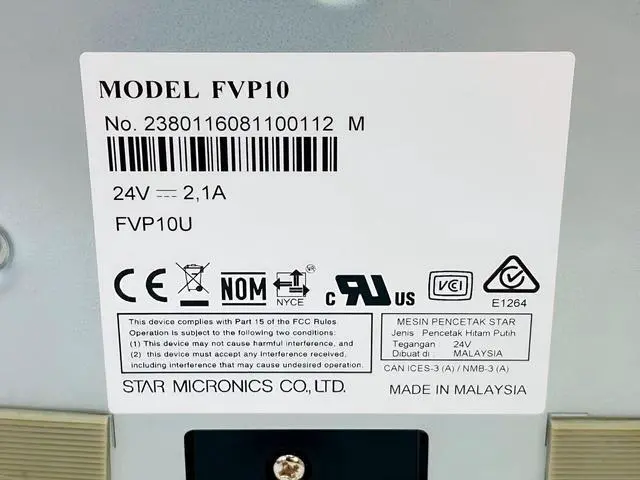 MODEL FVP10
No. 2380116081100112 M
24V ⎓ 2,1A
FVP10U
CE NOM NYCE c RU US VCI E1264
This device complies with Part 15 of the FCC Rules
Operation is subject to the following two conditions:
(1) This device may not cause harmful interference, and
(2) this device must accept any Interference received,
including interference that may cause undesired operation.
MESIN PENCETAK STAR
Jenis : Pencetak Hitam Putih
Tegangan : 24V
Dibuat di : MALAYSIA
CAN ICES-3 (A) / NMB-3 (A)
STAR MICRONICS CO., LTD.
MADE IN MALAYSIA